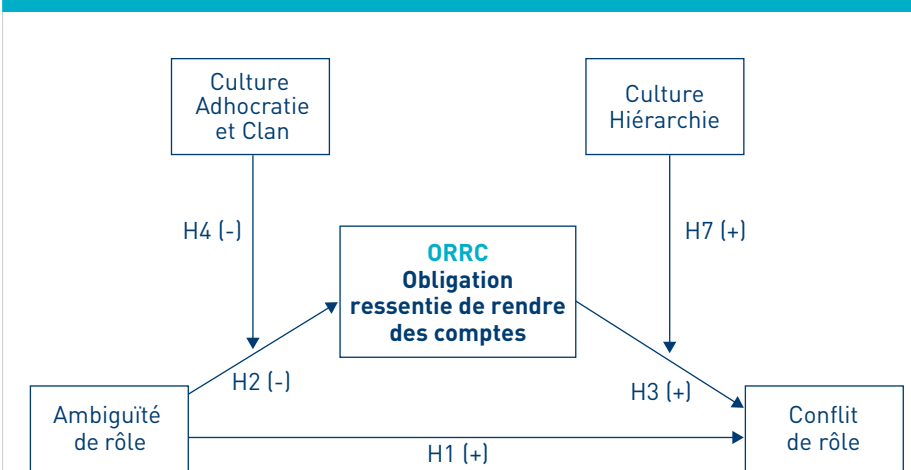 Culture
Adhocratie
et Clan
Culture
Hiérarchie
H4 (-)
H7 (+)
ORRC
Obligation
ressentie de rendre
des comptes
H2 (-)
H3 (+)
Ambiguïté
de rôle
Conflit
de rôle
H1 (+)